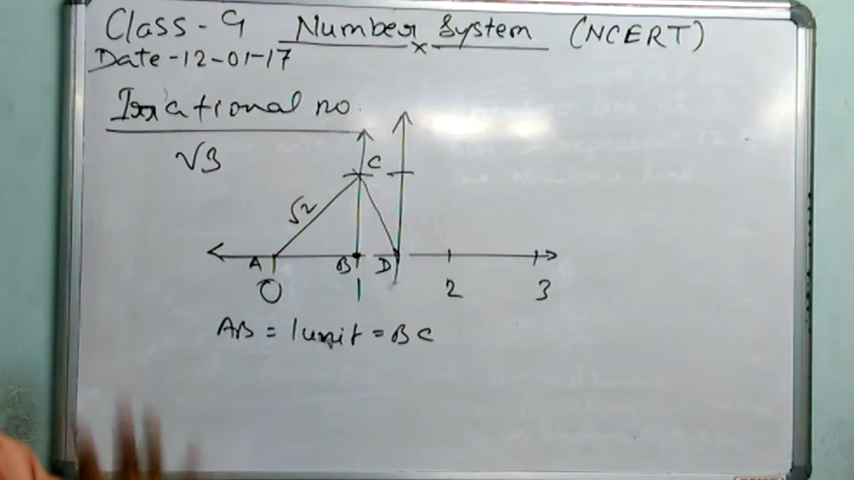 Class - 9 Number System (NCERT)
Date - 12-01-17
Irrational no.
√3
C
√2
A B D
0 1 2 3
AB = 1 unit = BC